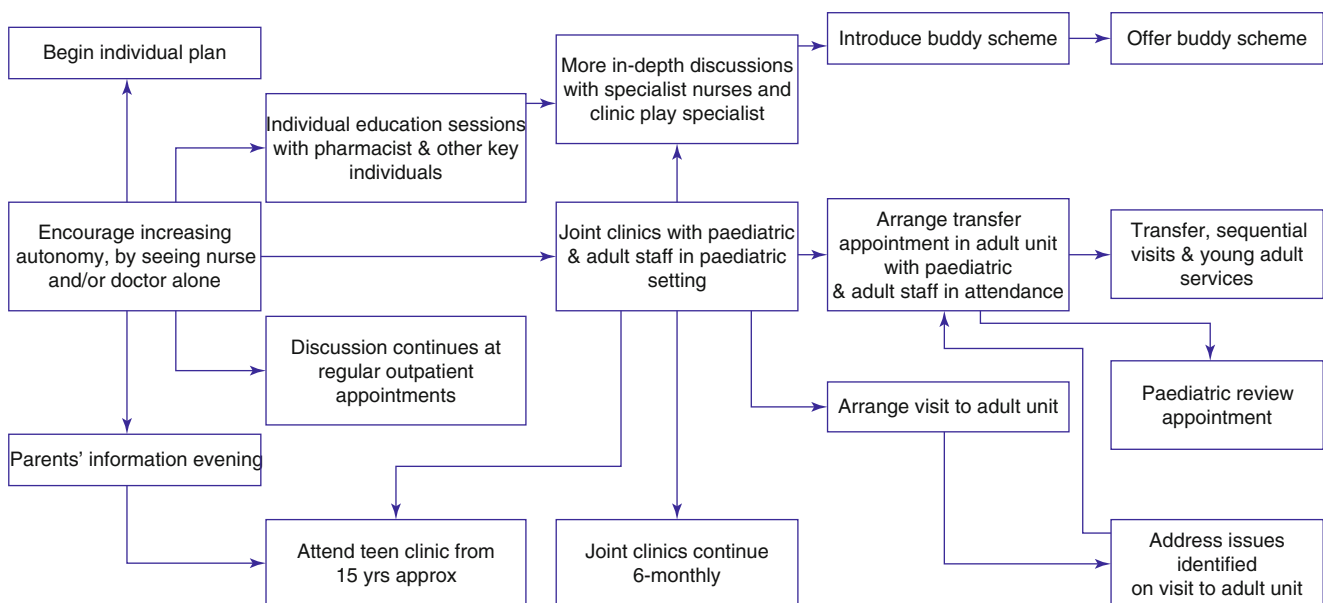 Begin individual plan
Individual education sessions
with pharmacist & other key
individuals
More in-depth discussions
with specialist nurses and
clinic play specialist
Introduce buddy scheme
Offer buddy scheme
Encourage increasing
autonomy, by seeing nurse
and/or doctor alone
Joint clinics with paediatric
& adult staff in paediatric
setting
Arrange transfer
appointment in adult unit
with paediatric
& adult staff in attendance
Transfer, sequential
visits & young adult
services
Discussion continues at
regular outpatient
appointments
Arrange visit to adult unit
Paediatric review
appointment
Parents’ information evening
Attend teen clinic from
15 yrs approx
Joint clinics continue
6-monthly
Address issues
identified
on visit to adult unit